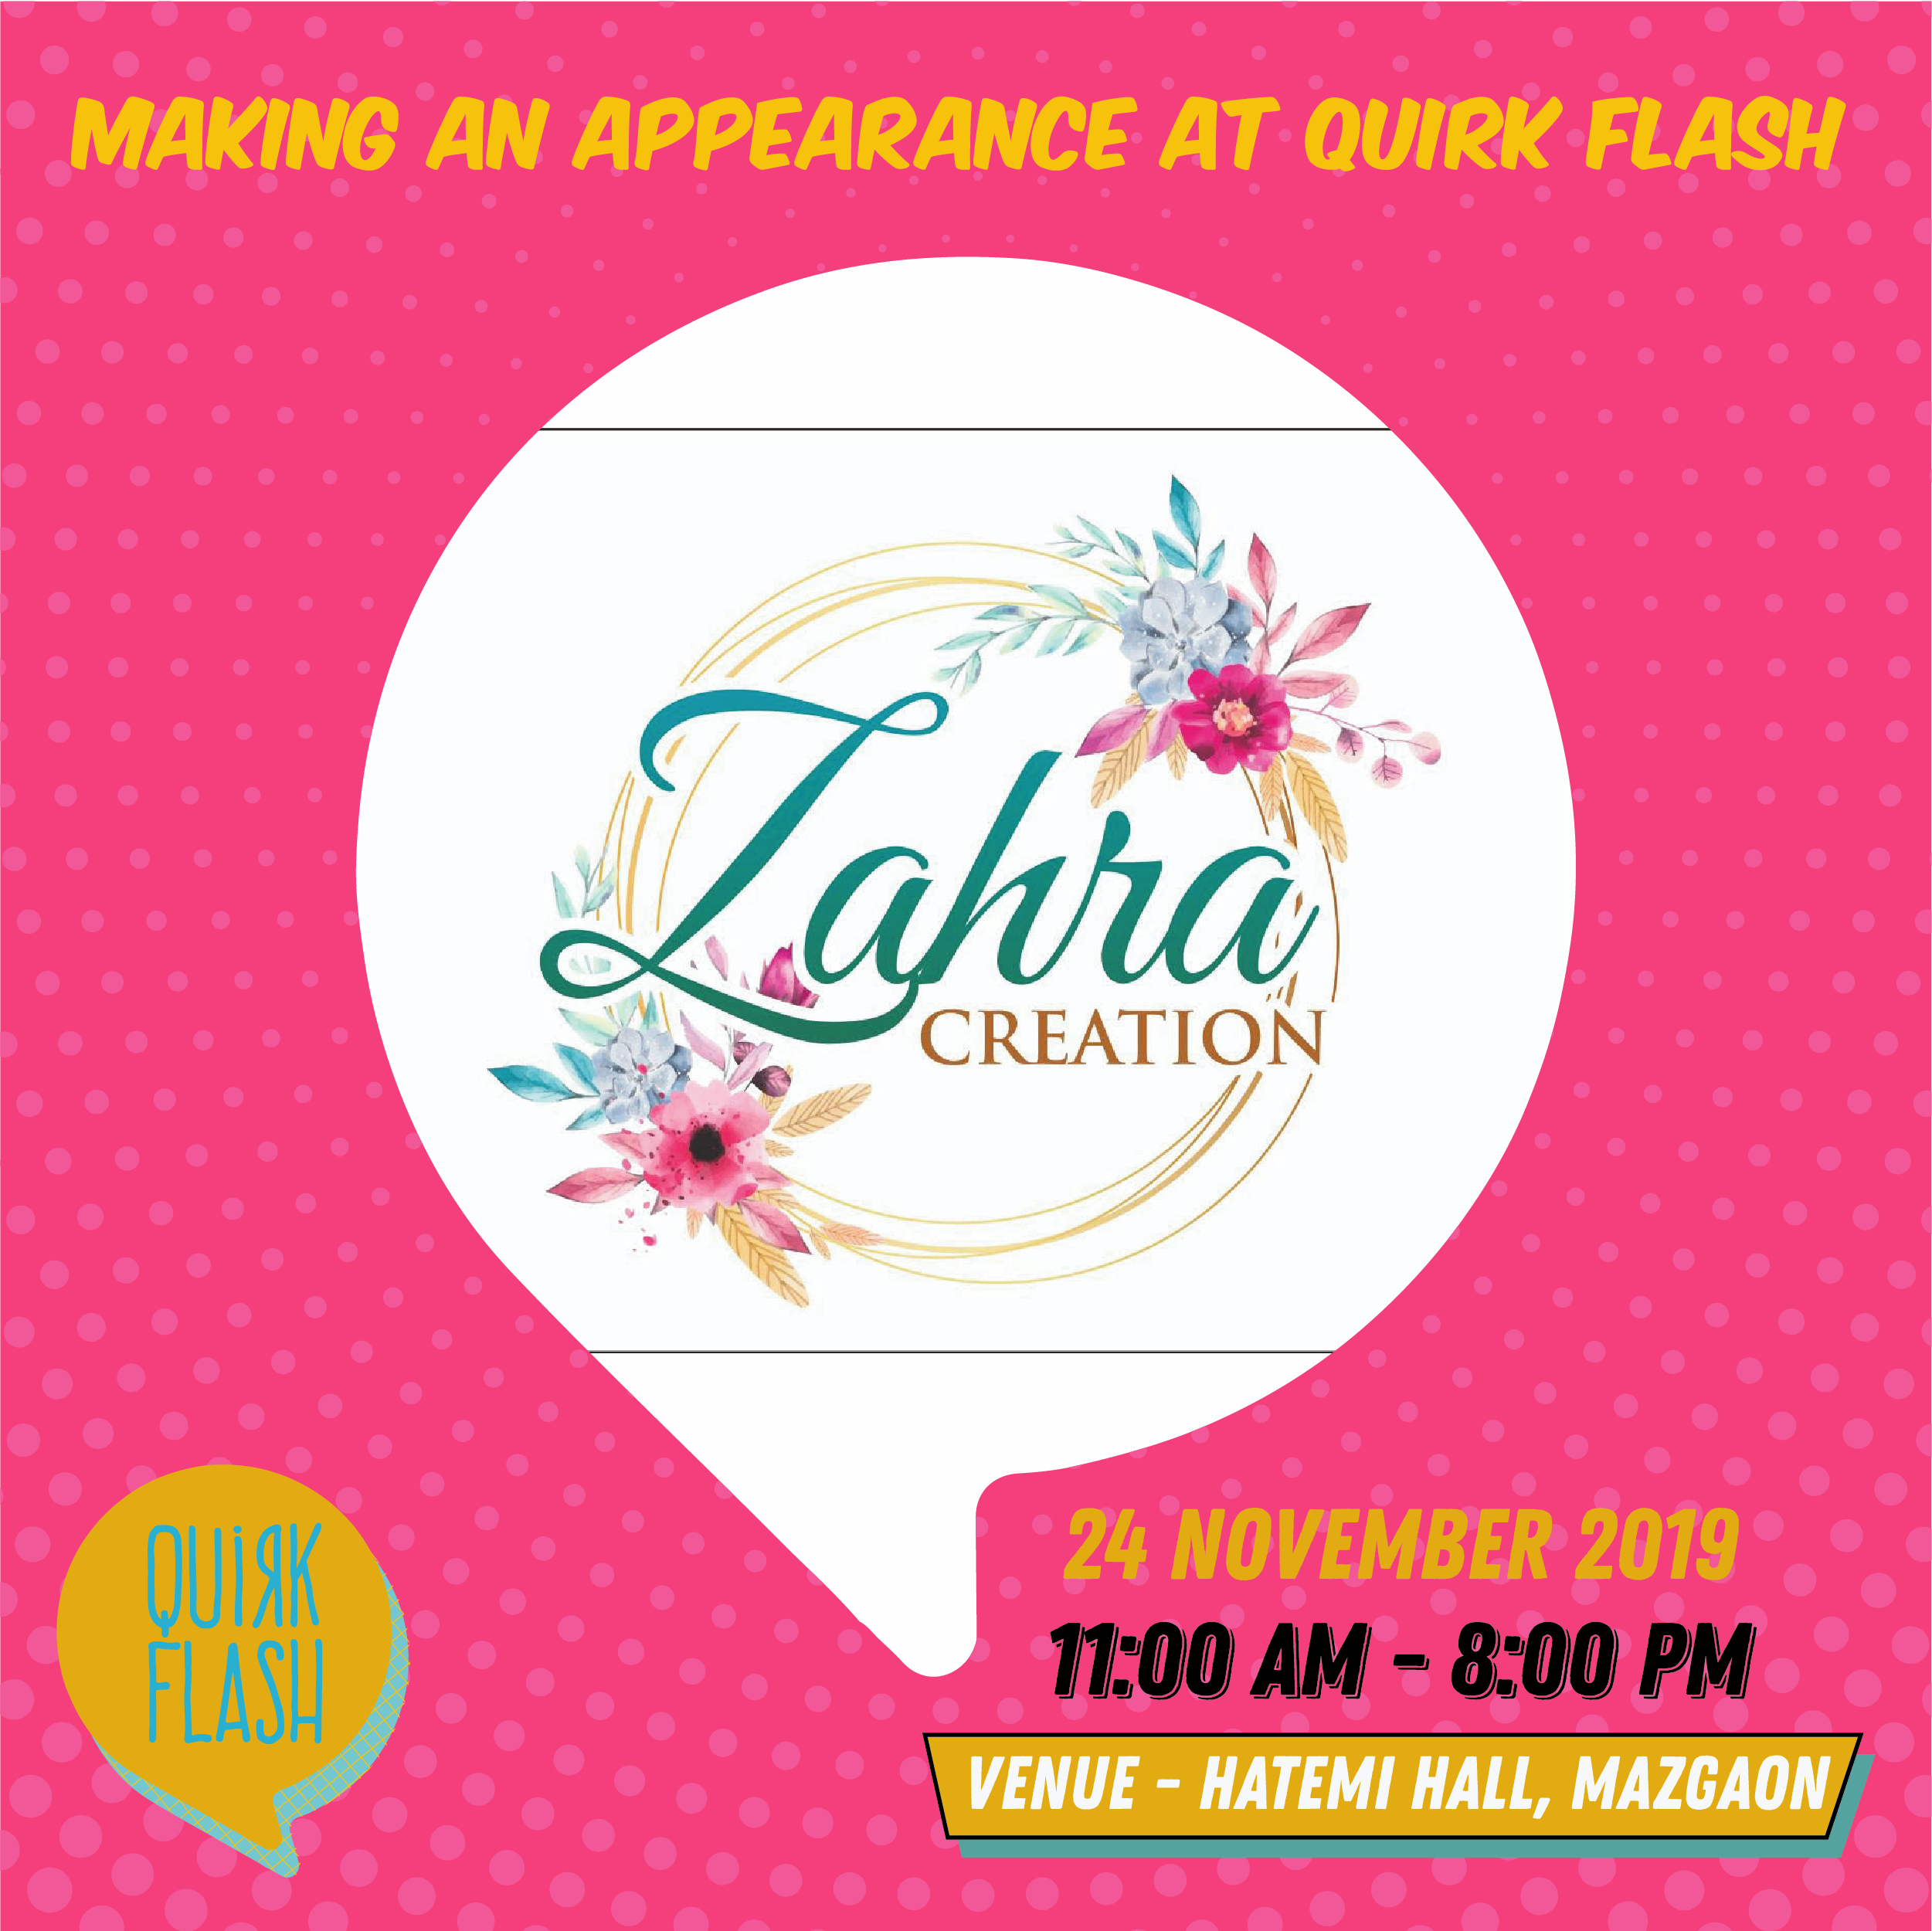 MAKING AN APPEARANCE AT QUIRK FLASH
Zahra
CREATION
QUiRK
FLASH
24 NOVEMBER 2019
11:00 AM - 8:00 PM
VENUE - HATEMI HALL, MAZGAON